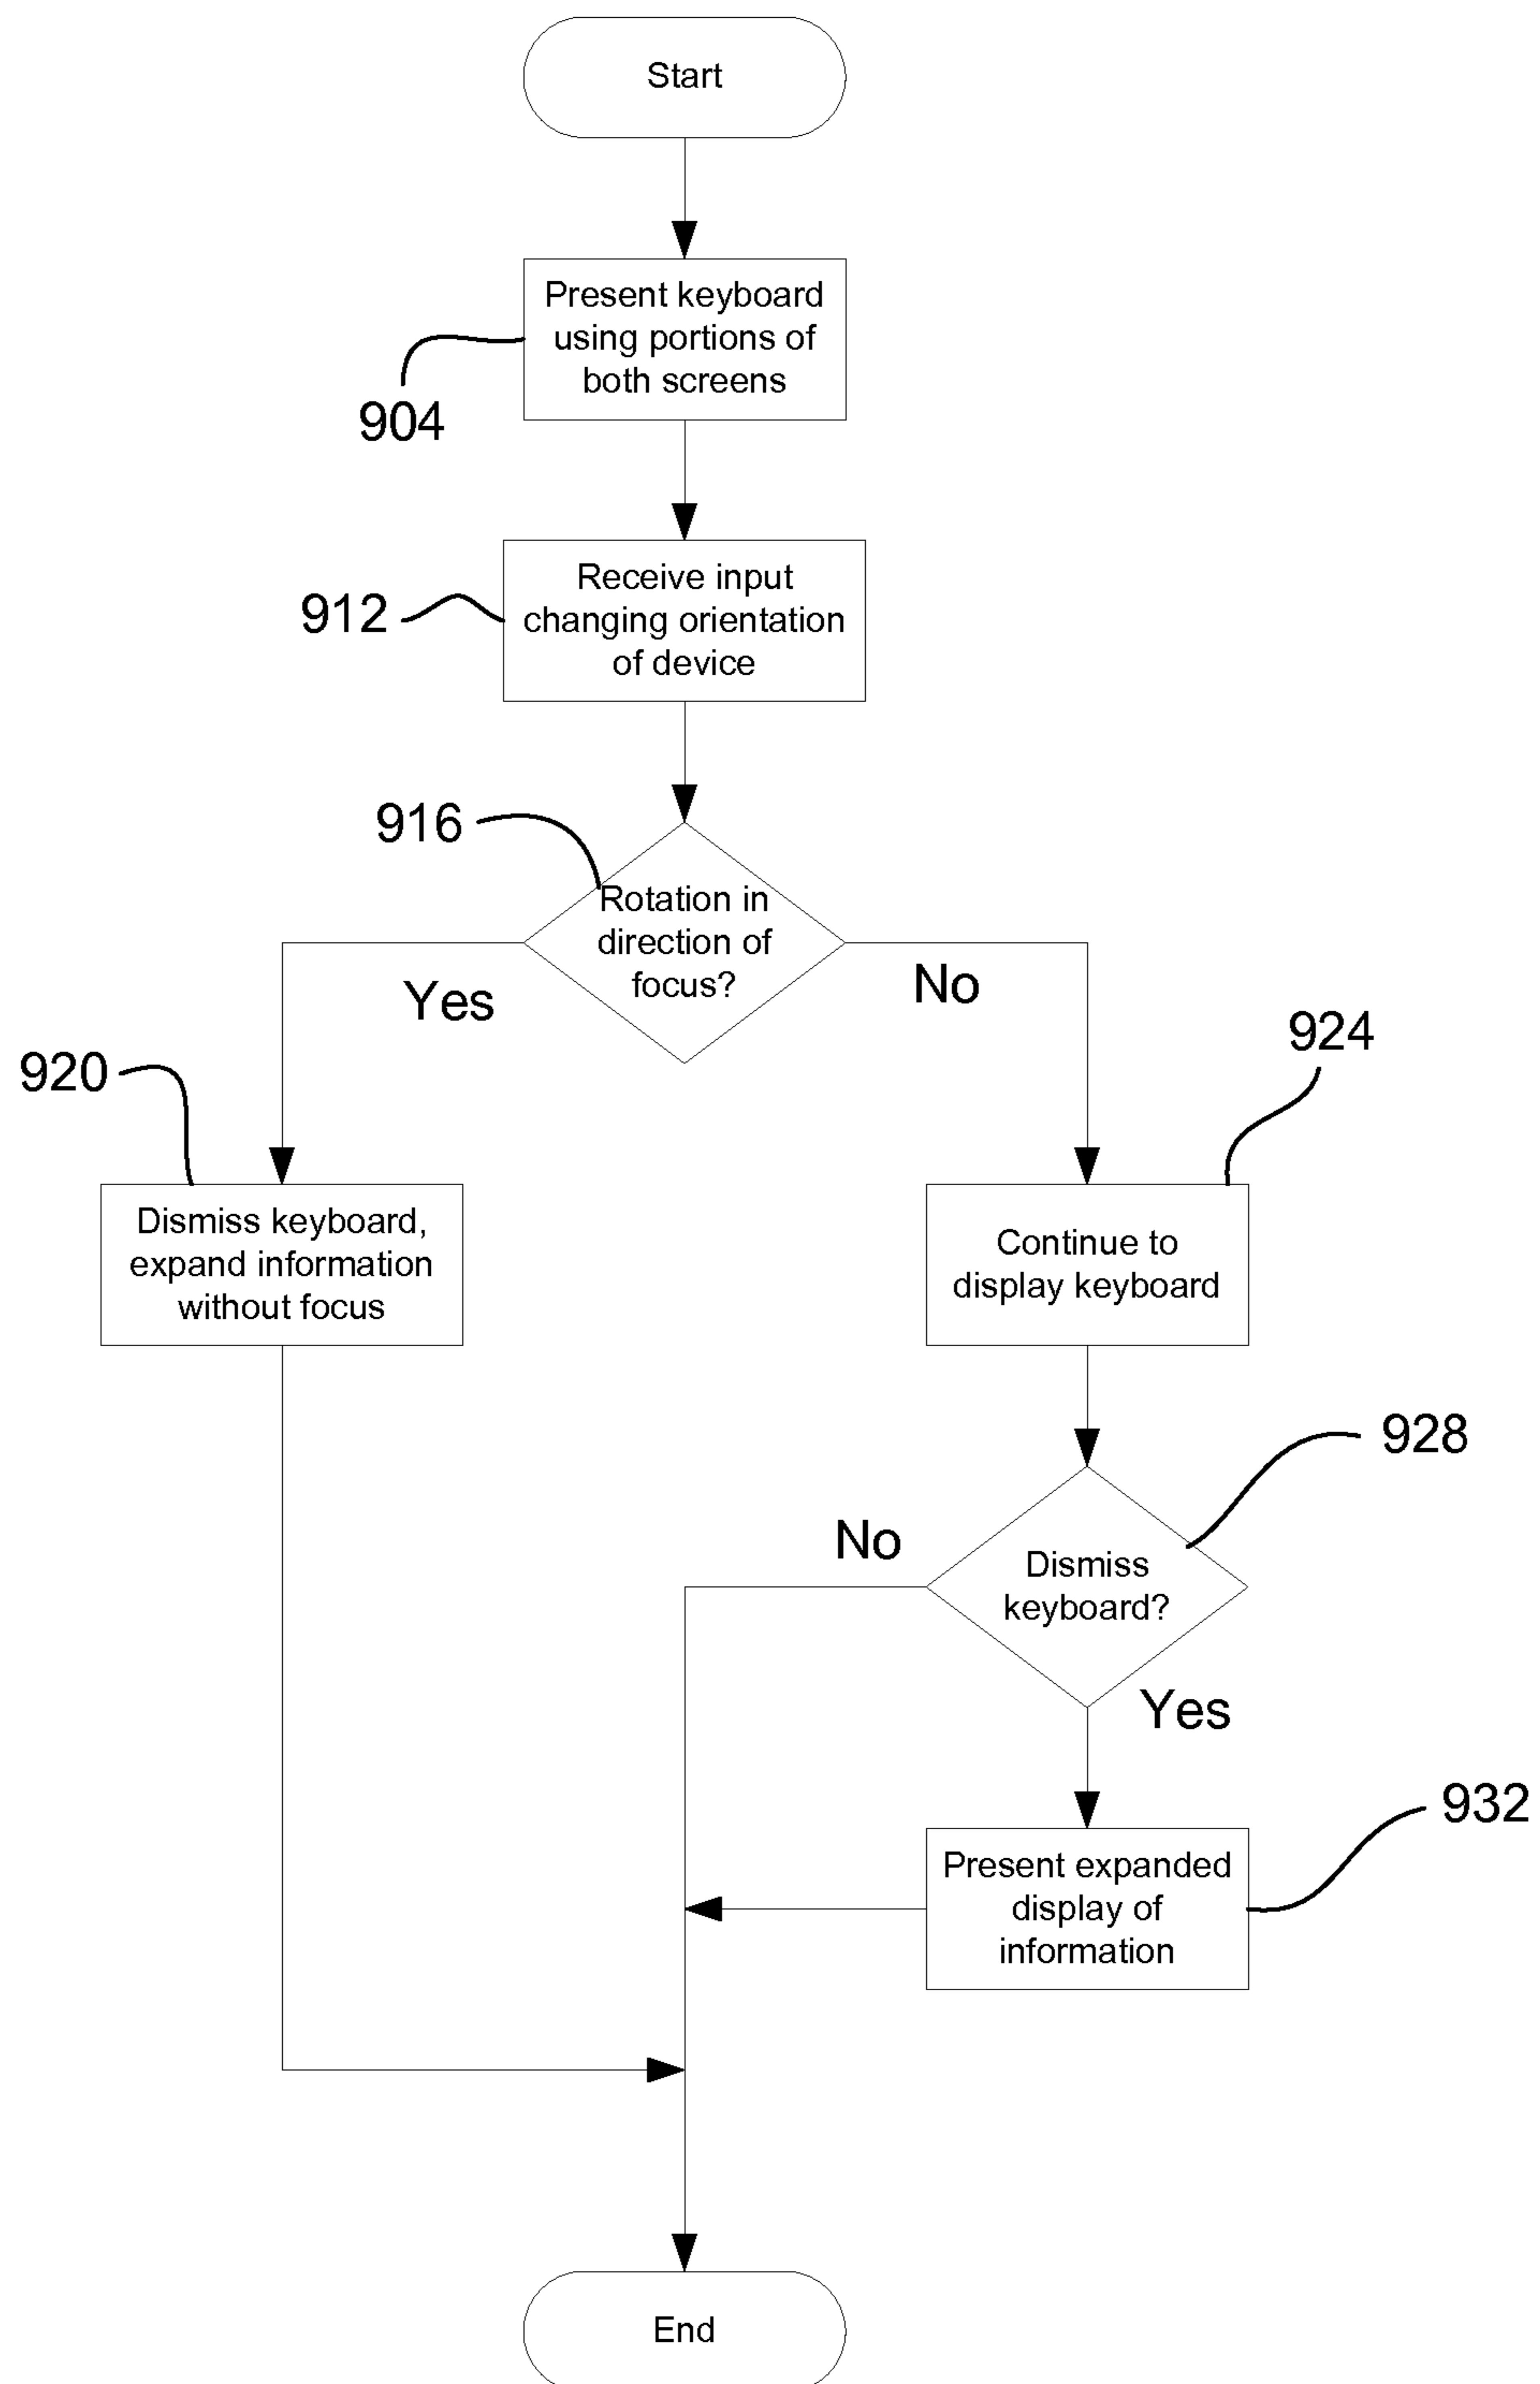 Start
Present keyboard
using portions of
both screens
904
Receive input
changing orientation
of device
912
916
Rotation in
direction of
focus?
Yes
No
920
924
Dismiss keyboard,
expand information
without focus
Continue to
display keyboard
928
No
Dismiss
keyboard?
Yes
932
Present expanded
display of
information
End